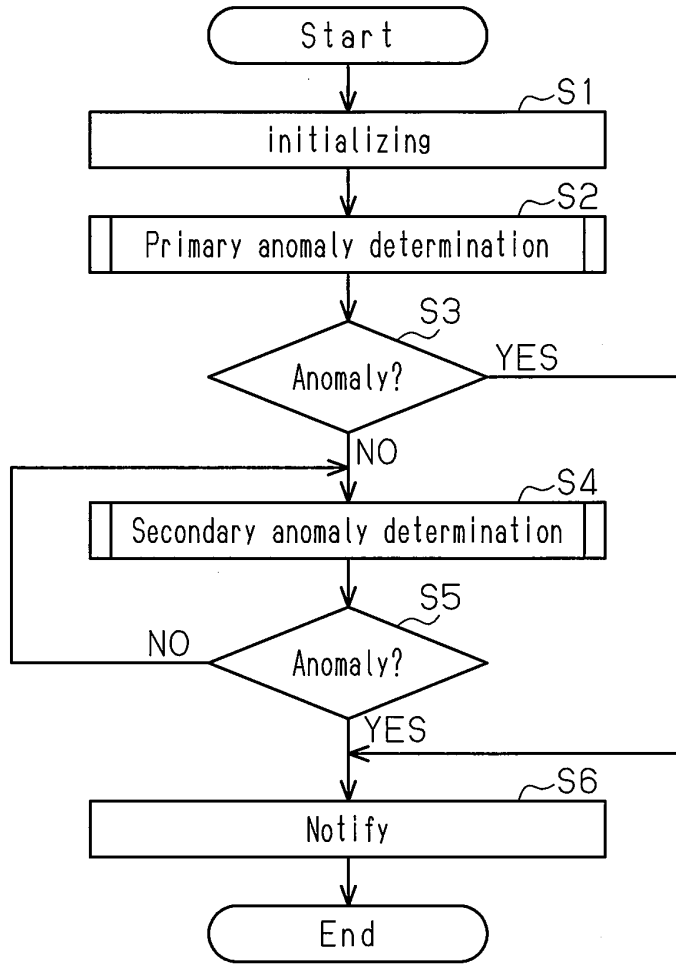 Start
S1
initializing
S2
Primary anomaly determination
S3
Anomaly?
YES
NO
S4
Secondary anomaly determination
S5
Anomaly?
NO
YES
S6
Notify
End